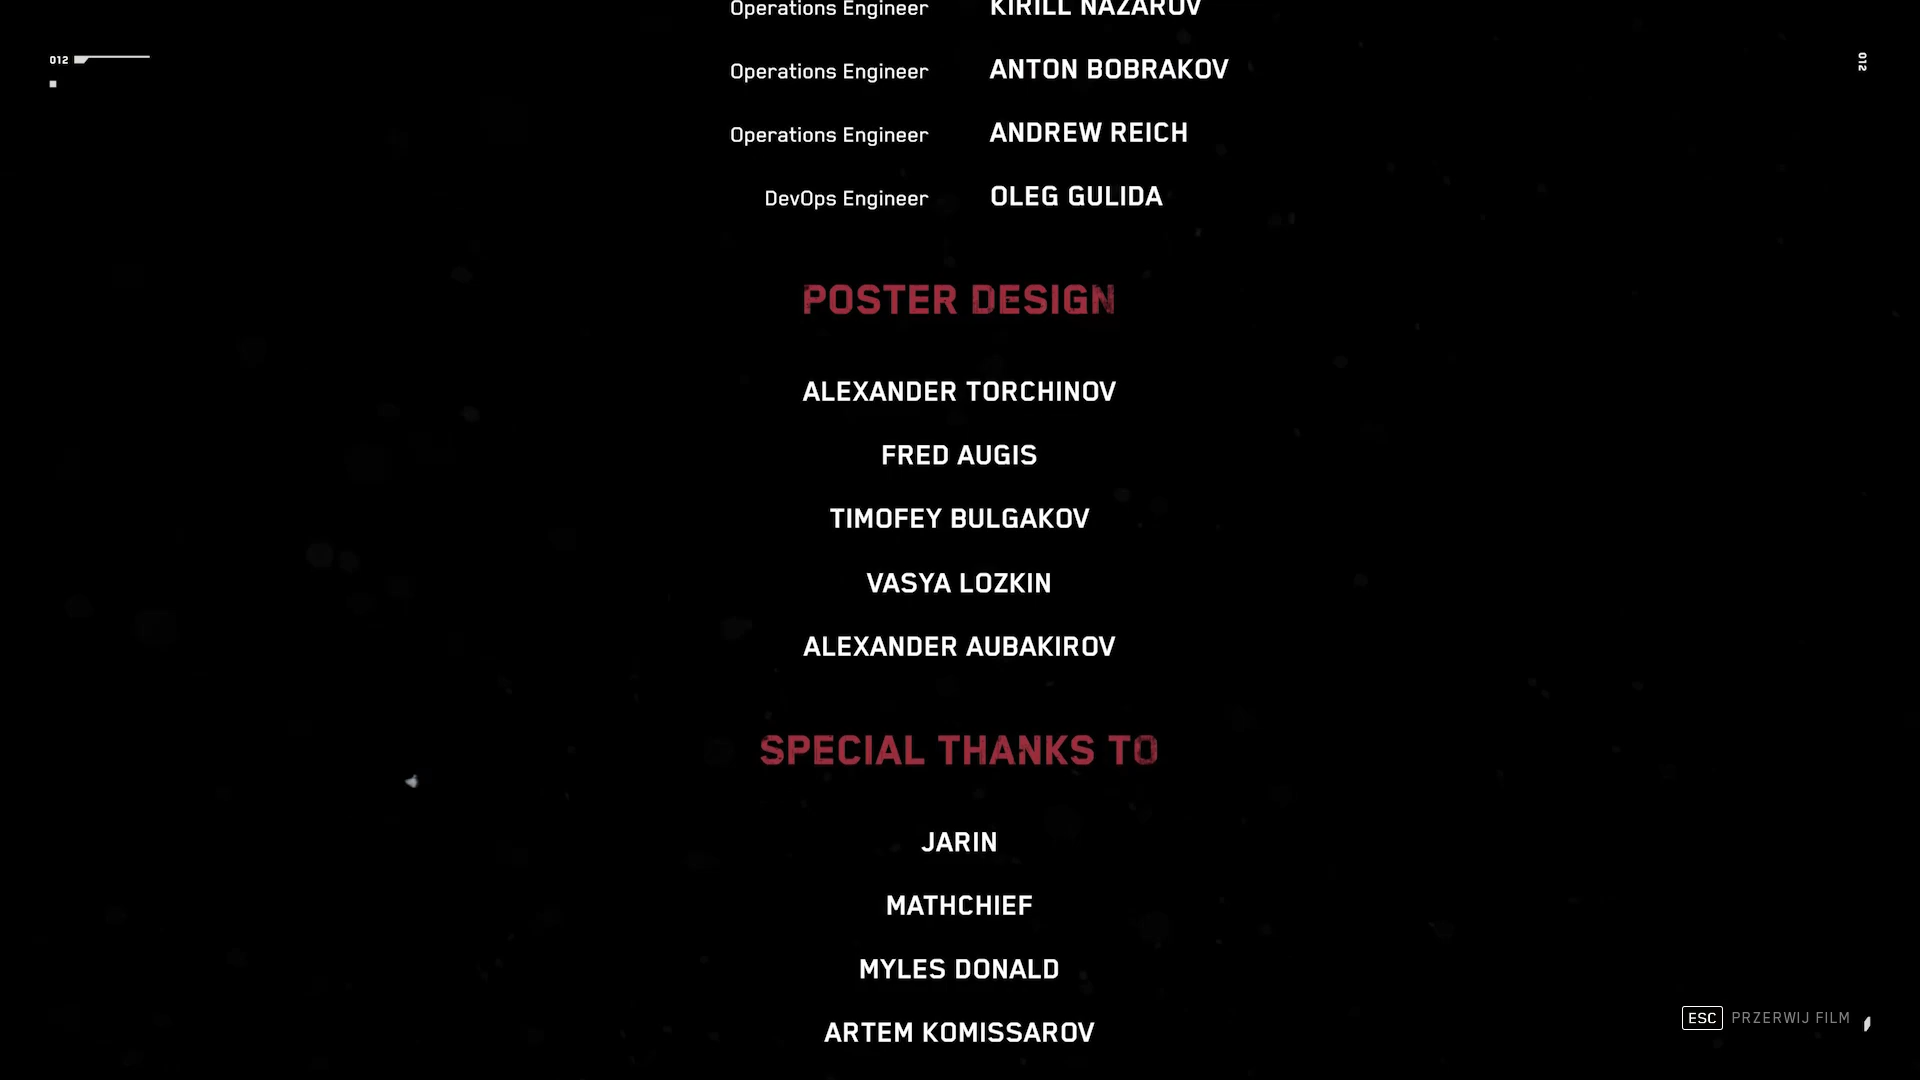 Operations Engineer KIRILL NAZAROV
012
012
Operations Engineer ANTON BOBRAKOV
Operations Engineer ANDREW REICH
DevOps Engineer OLEG GULIDA
POSTER DESIGN
ALEXANDER TORCHINOV
FRED AUGIS
TIMOFEY BULGAKOV
VASYA LOZKIN
ALEXANDER AUBAKIROV
SPECIAL THANKS TO
JARIN
MATHCHIEF
MYLES DONALD
ARTEM KOMISSAROV
ESC PRZERWIJ FILM